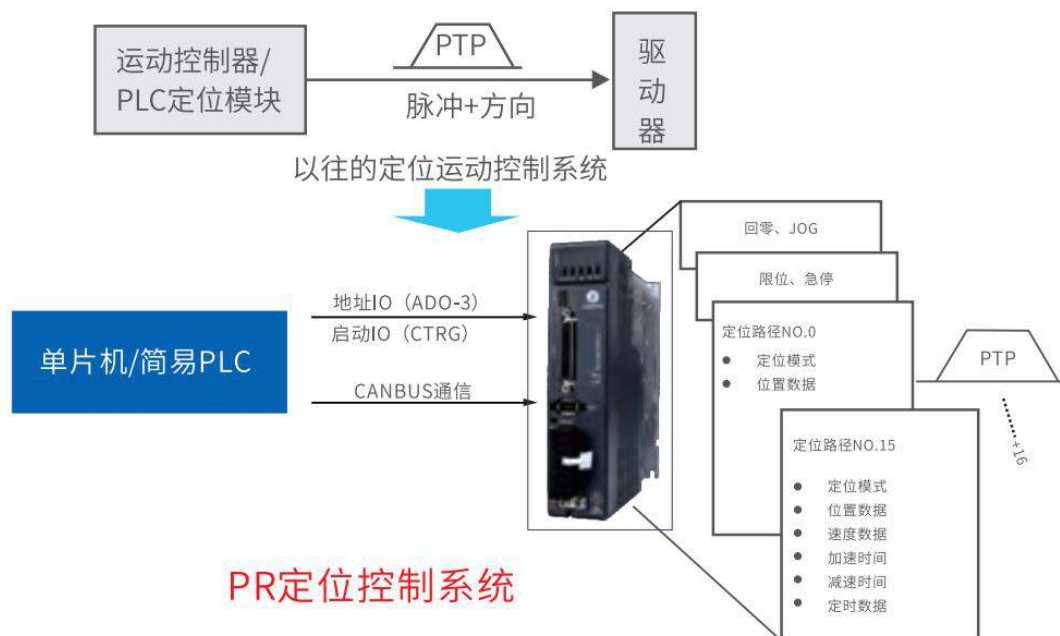 运动控制器/
PLC定位模块
PTP
脉冲+方向
驱
动
器
以往的定位运动控制系统
回零、JOG
限位、急停
地址IO（ADO-3）
启动IO（CTRG）
单片机/简易PLC
CANBUS通信
定位路径NO.0
● 定位模式
● 位置数据
PTP
+16
定位路径NO.15
● 定位模式
● 位置数据
● 速度数据
● 加速时间
● 减速时间
● 定时数据
PR定位控制系统